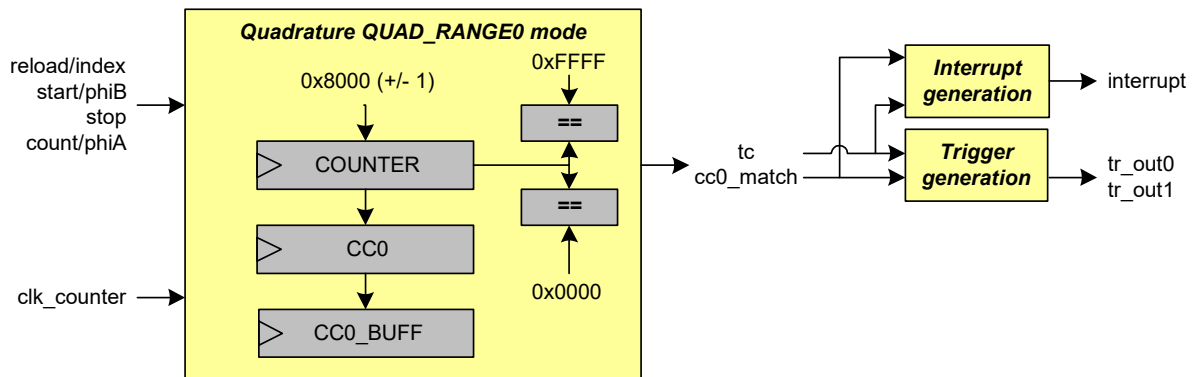 Quadrature QUAD_RANGE0 mode
reload/index
start/phiB
stop
count/phiA
clk_counter
0x8000 (+/- 1)
COUNTER
CC0
CC0_BUFF
0xFFFF
==
==
0x0000
tc
cc0_match
Interrupt
generation
interrupt
Trigger
generation
tr_out0
tr_out1